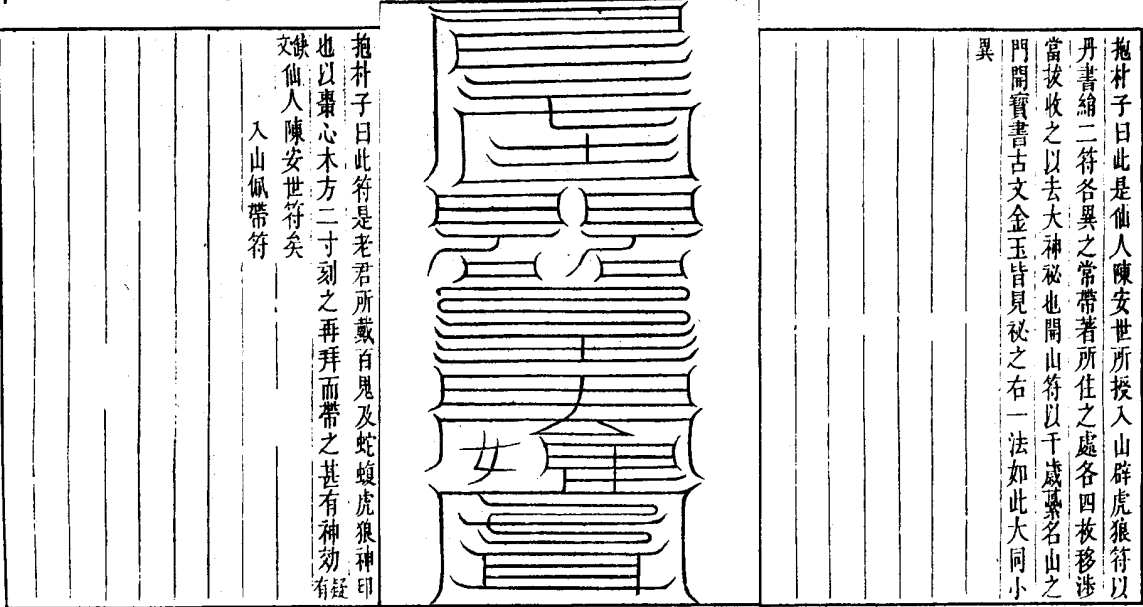 抱朴子曰此是仙人陳安世所授入山辟虎狼符以
丹書絹二符各異之常帶著所住之處各四枚移涉
當拔收之以去大神祕也開山符以千歲蔂名山之
門開寳書古文金玉皆見祕之右一法如此大同小
異
抱朴子曰此符是老君所戴百鬼及蛇蝮虎狼神印
也以棗心木方二寸刻之再拜而帶之甚有神効疑有
缺文仙人陳安世符矣
入山佩帶符